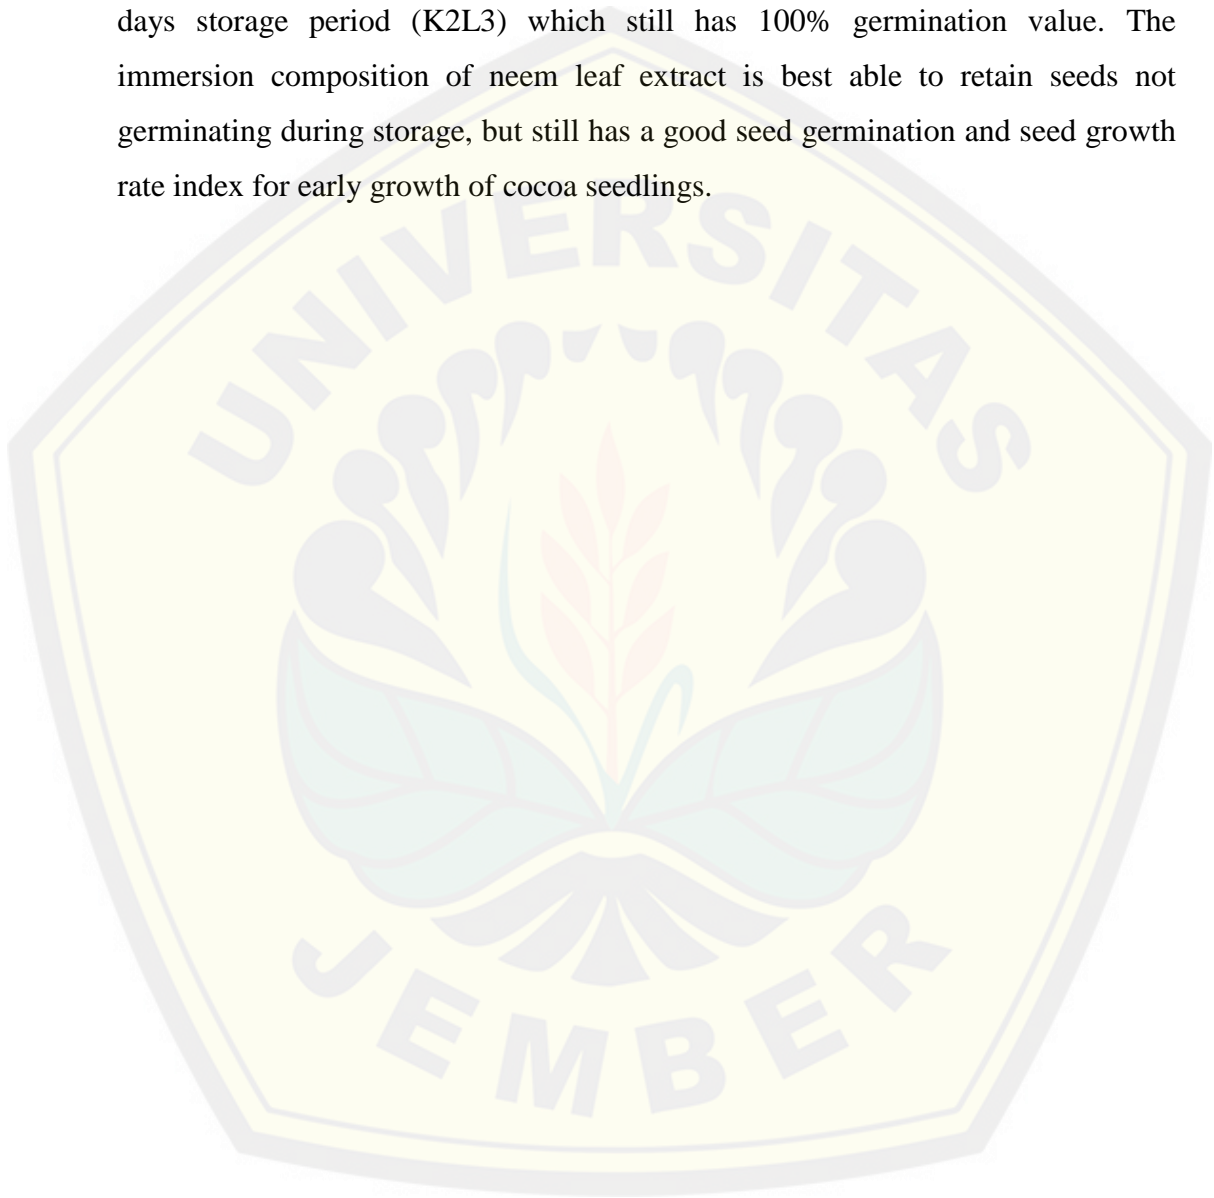 days storage period (K2L3) which still has 100% germination value. The
immersion composition of neem leaf extract is best able to retain seeds not
germinating during storage, but still has a good seed germination and seed growth
rate index for early growth of cocoa seedlings.
UNIVERSITAS
JEMBER